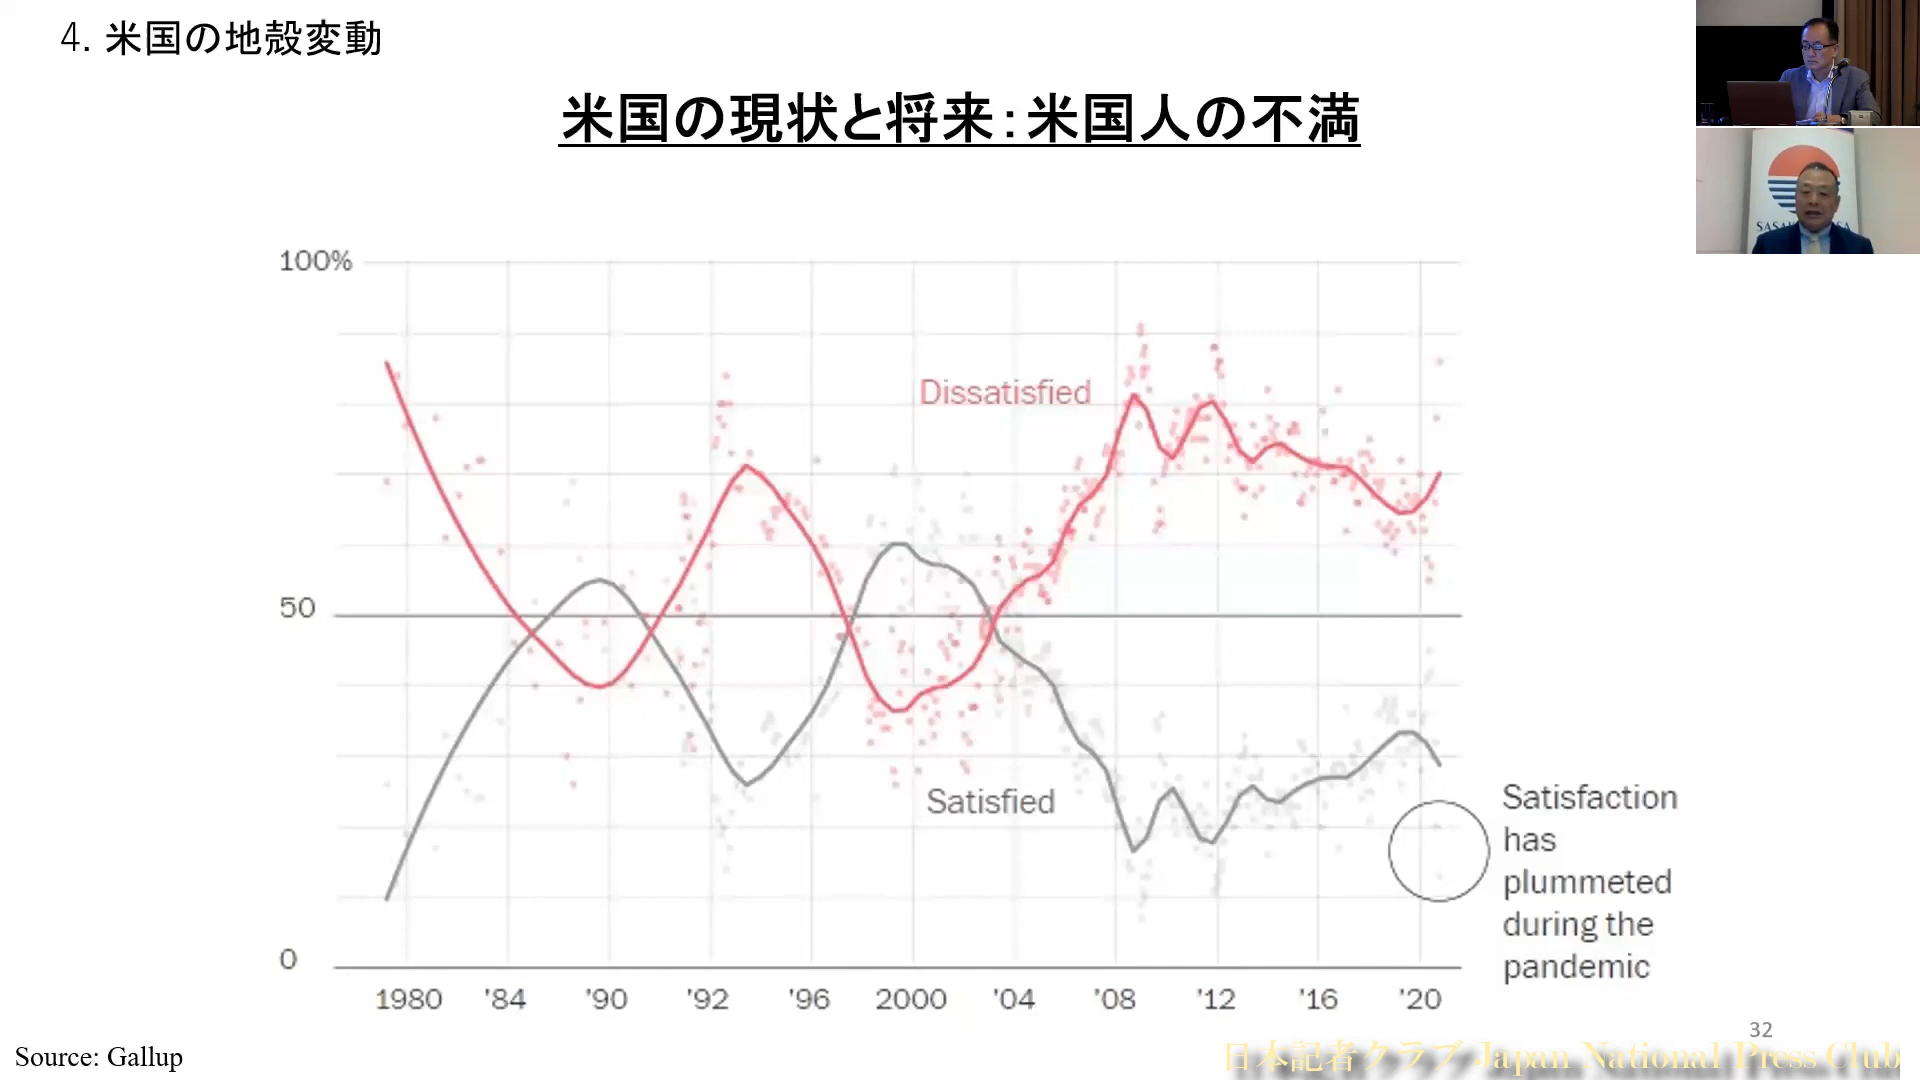 4. 米国の地殻変動
米国の現状と将来：米国人の不満
100%
Dissatisfied
50
Satisfied
0
1980 '84 '90 '92 '96 2000 '04 '08 '12 '16 '20
Satisfaction
has
plummeted
during the
pandemic
32
Source: Gallup
日本記者クラブ Japan National Press Club